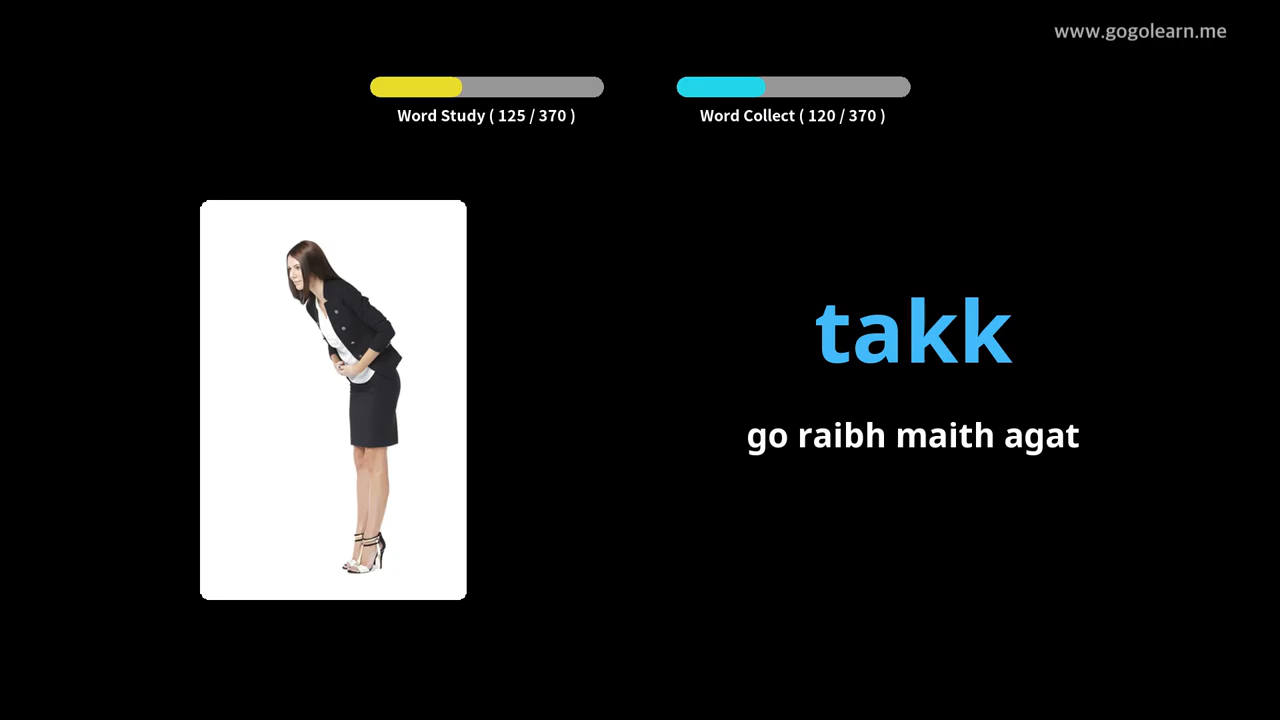 www.gogolearn.me
Word Study ( 125 / 370 )
Word Collect ( 120 / 370 )
takk
go raibh maith agat